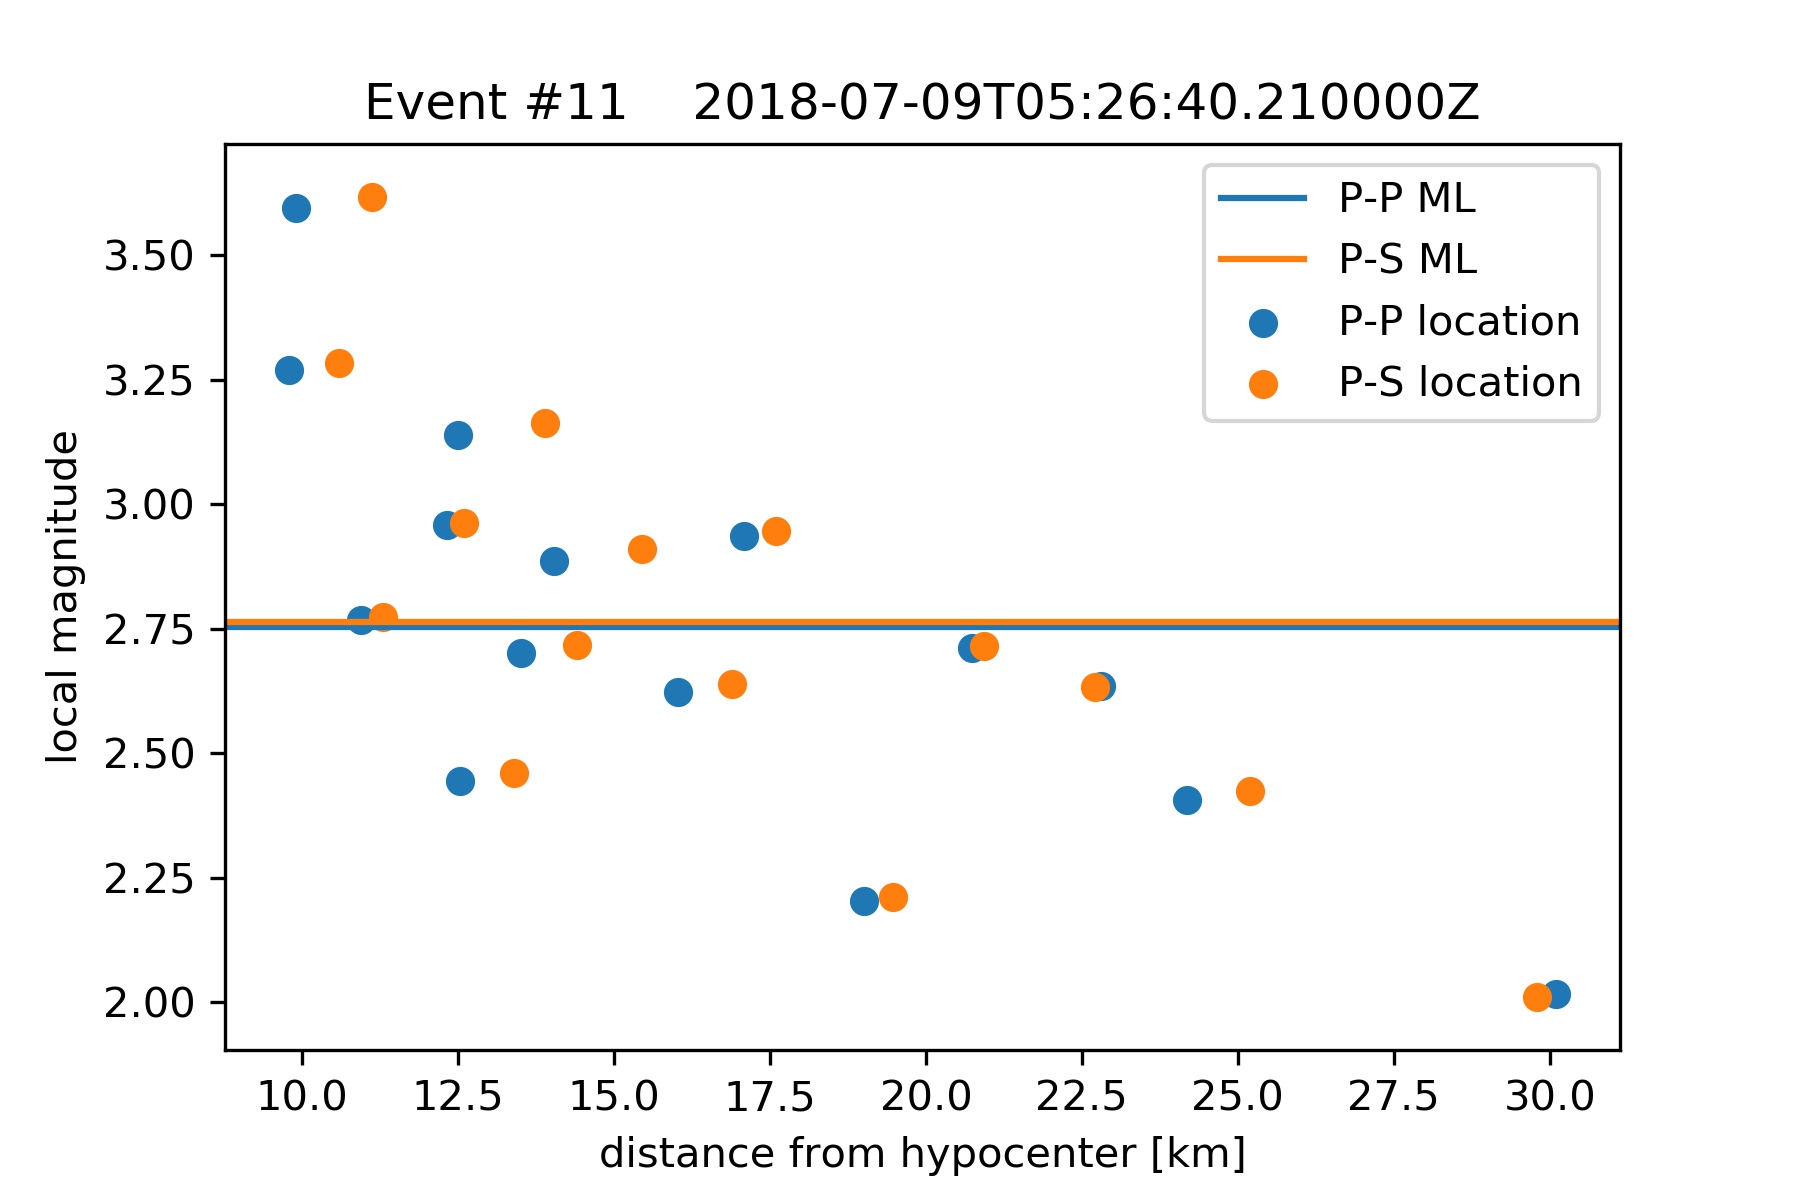 Event #11    2018-07-09T05:26:40.210000Z
P-P ML
P-S ML
P-P location
P-S location
local magnitude
3.50
3.25
3.00
2.75
2.50
2.25
2.00
10.0 12.5 15.0 17.5 20.0 22.5 25.0 27.5 30.0
distance from hypocenter [km]